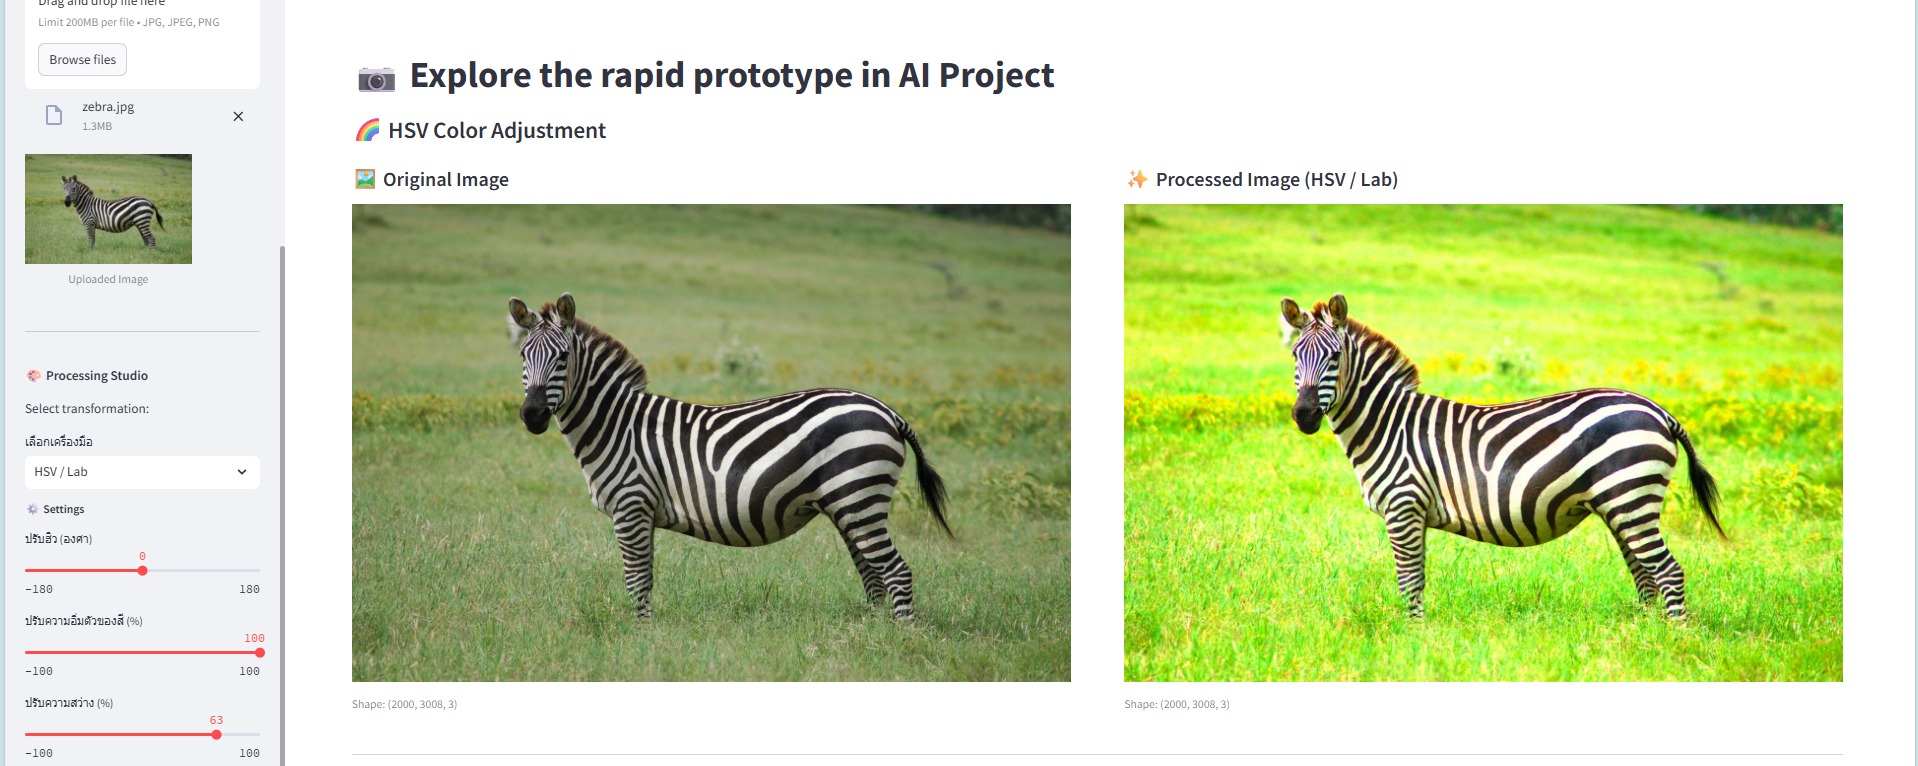 Drag and drop file here
Limit 200MB per file • JPG, JPEG, PNG
Browse files
zebra.jpg
1.3MB
Uploaded Image
🎨 Processing Studio
Select transformation:
เลือกเครื่องมือ
HSV / Lab
⚙️ Settings
ปรับฮิว (องศา)
0
-180 180
ปรับความอิ่มตัวของสี (%)
100
-100 100
ปรับความสว่าง (%)
63
-100 100
📷 Explore the rapid prototype in AI Project
🌈 HSV Color Adjustment
🖼️ Original Image
Shape: (2000, 3008, 3)
✨ Processed Image (HSV / Lab)
Shape: (2000, 3008, 3)